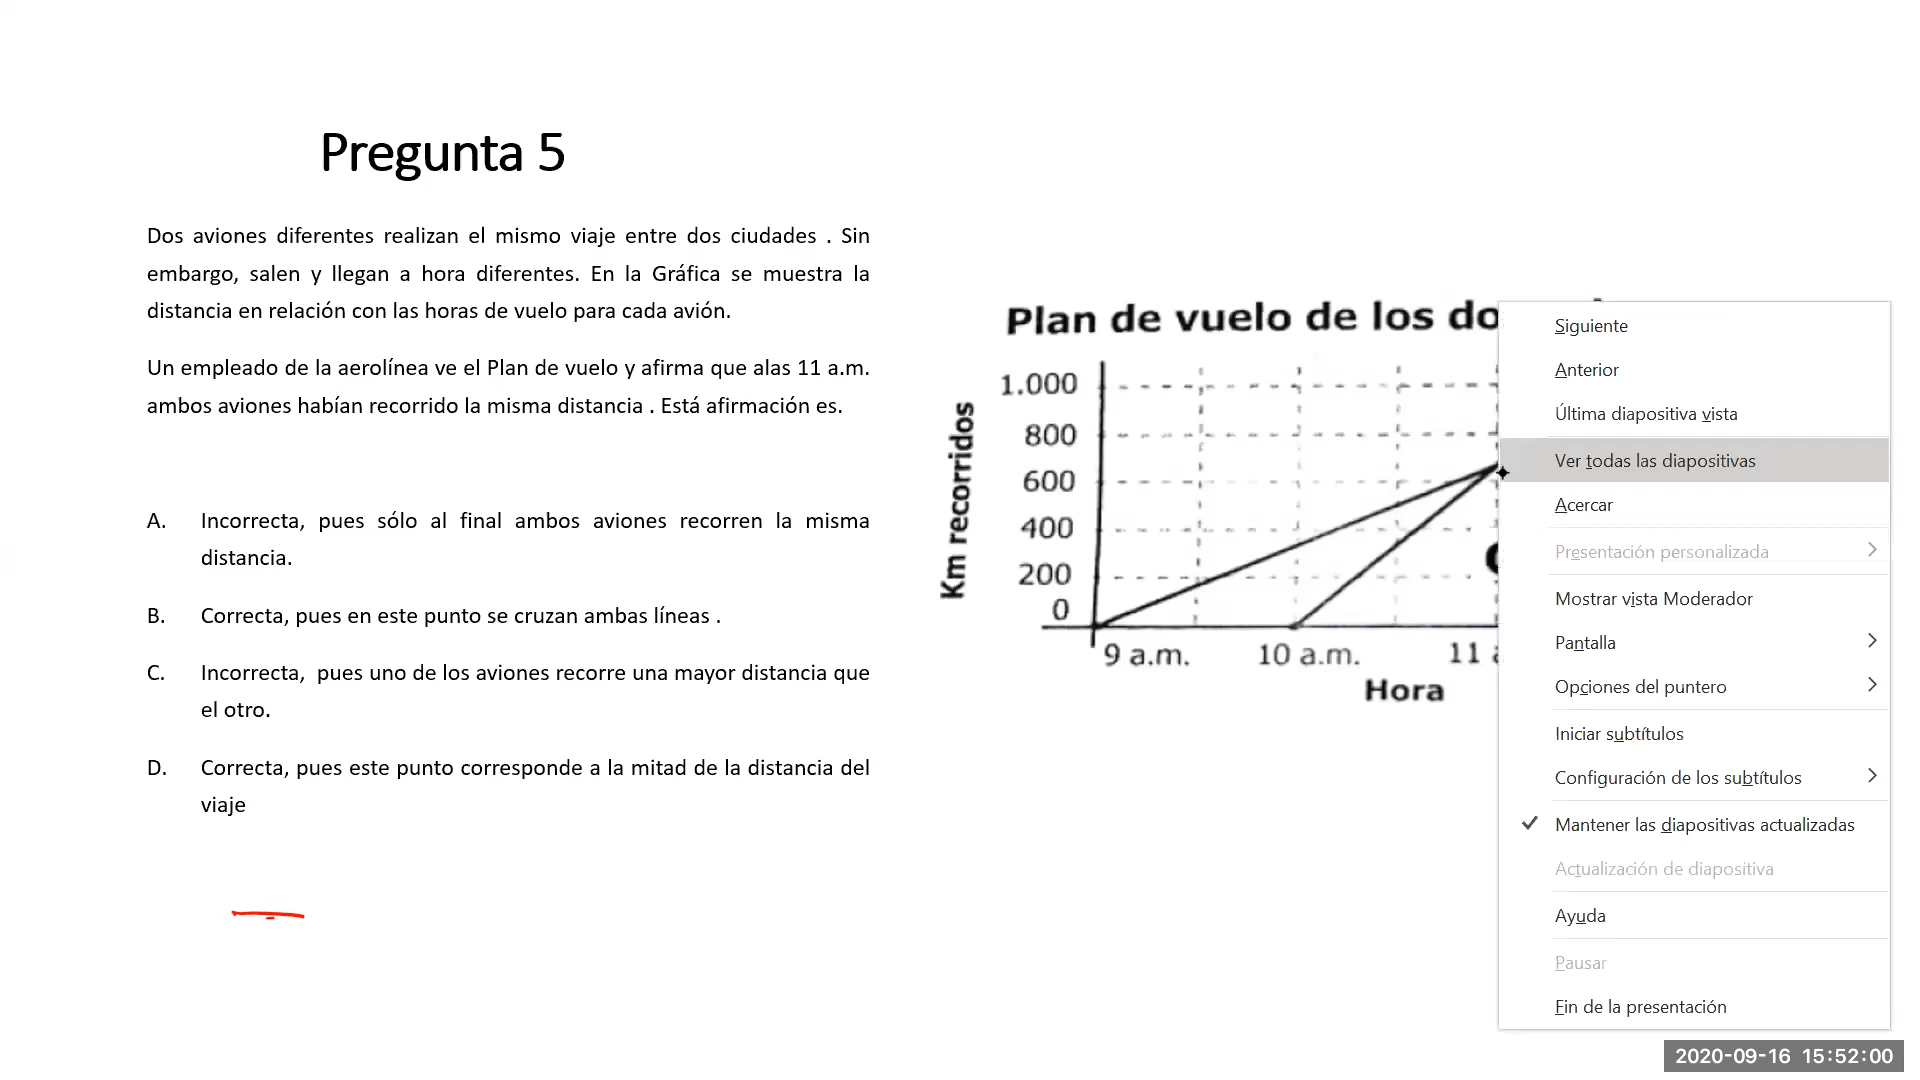 Pregunta 5
Dos aviones diferentes realizan el mismo viaje entre dos ciudades . Sin
embargo, salen y llegan a hora diferentes. En la Gráfica se muestra la
distancia en relación con las horas de vuelo para cada avión.
Un empleado de la aerolínea ve el Plan de vuelo y afirma que alas 11 a.m.
ambos aviones habían recorrido la misma distancia . Está afirmación es.
A. Incorrecta, pues sólo al final ambos aviones recorren la misma
distancia.
B. Correcta, pues en este punto se cruzan ambas líneas .
C. Incorrecta, pues uno de los aviones recorre una mayor distancia que
el otro.
D. Correcta, pues este punto corresponde a la mitad de la distancia del
viaje
Plan de vuelo de los do
Km recorridos
1.000
800
600
400
200
0
9 a.m. 10 a.m. 11
Hora
Siguiente
Anterior
Última diapositiva vista
Ver todas las diapositivas
Acercar
Presentación personalizada
Mostrar vista Moderador
Pantalla
Opciones del puntero
Iniciar subtítulos
Configuración de los subtítulos
Mantener las diapositivas actualizadas
Actualización de diapositiva
Ayuda
Pausar
Fin de la presentación
2020-09-16 15:52:00